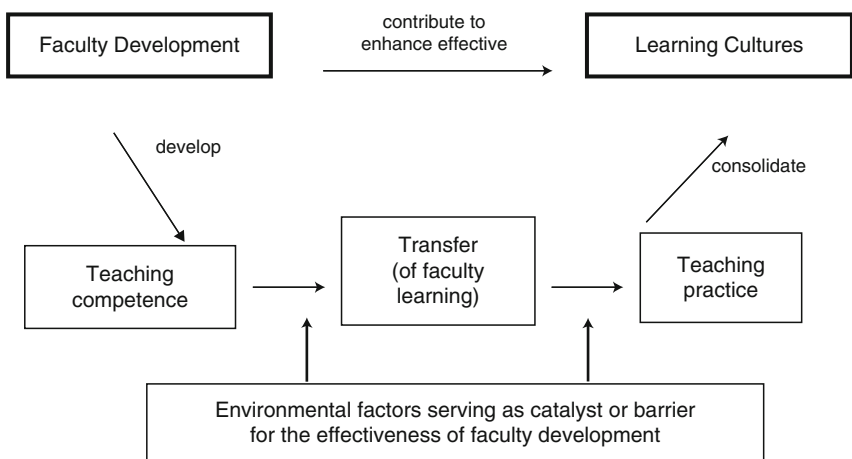 Faculty Development
contribute to
enhance effective
Learning Cultures
develop
consolidate
Teaching
competence
Transfer
(of faculty
learning)
Teaching
practice
Environmental factors serving as catalyst or barrier
for the effectiveness of faculty development